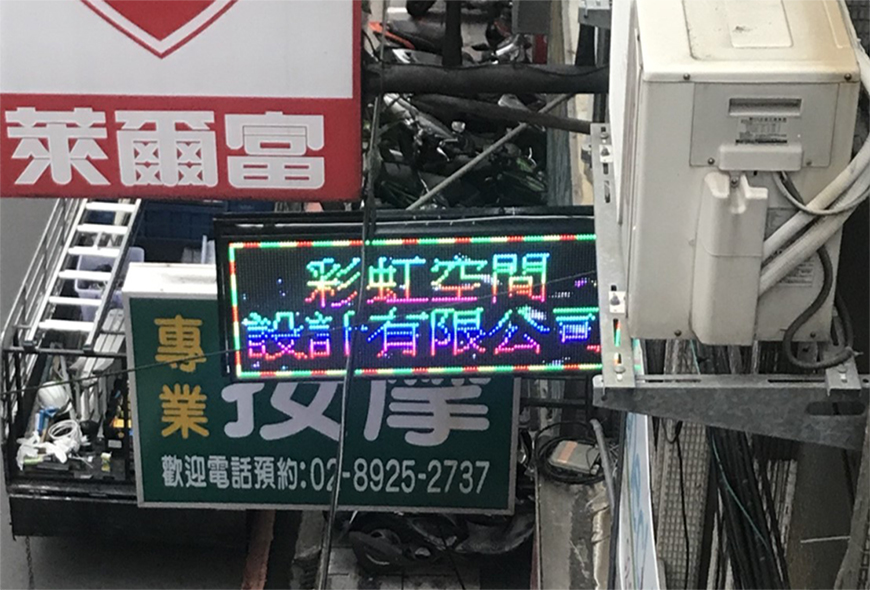 萊爾富
彩虹空間
設計有限公司
專業
按摩
歡迎電話預約:02-8925-2737